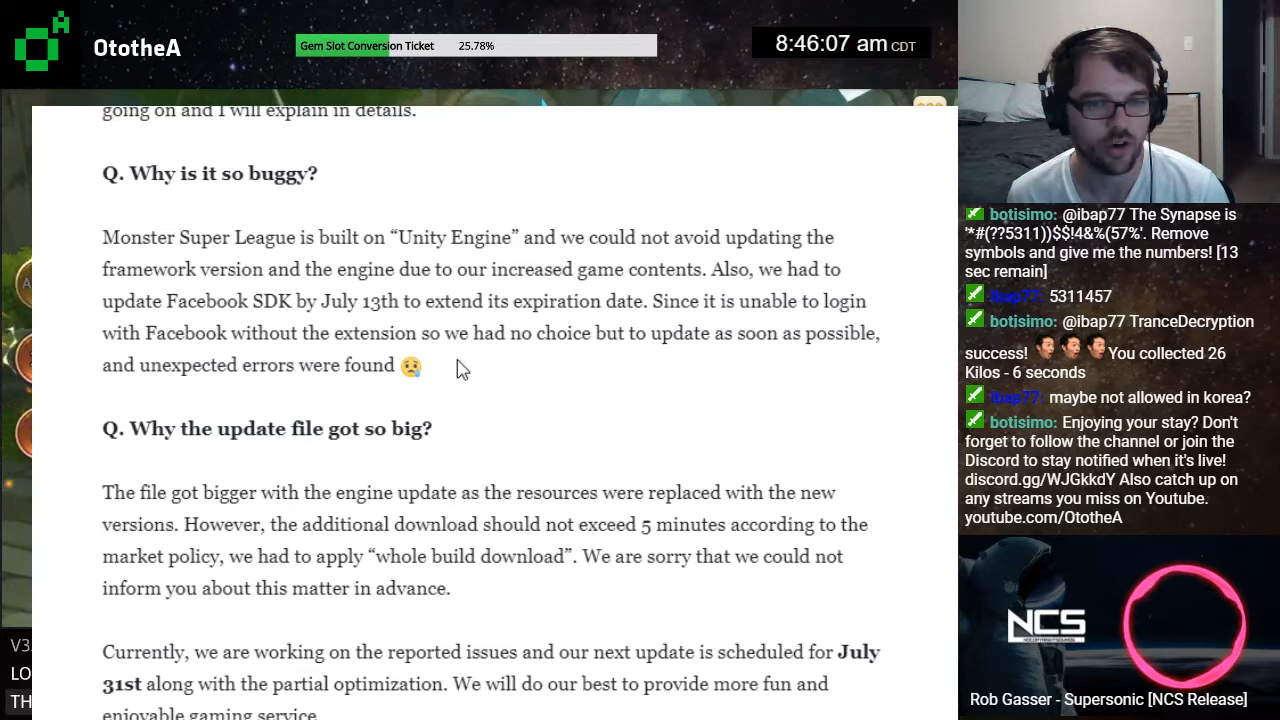 OtotheA
Gem Slot Conversion Ticket 25.78%
8:46:07 am CDT
going on and I will explain in details.
Q. Why is it so buggy?
Monster Super League is built on “Unity Engine” and we could not avoid updating the
framework version and the engine due to our increased game contents. Also, we had to
update Facebook SDK by July 13th to extend its expiration date. Since it is unable to login
with Facebook without the extension so we had no choice but to update as soon as possible,
and unexpected errors were found 😢
Q. Why the update file got so big?
The file got bigger with the engine update as the resources were replaced with the new
versions. However, the additional download should not exceed 5 minutes according to the
market policy, we had to apply “whole build download”. We are sorry that we could not
inform you about this matter in advance.
Currently, we are working on the reported issues and our next update is scheduled for July
31st along with the partial optimization. We will do our best to provide more fun and
enjoyable gaming service
V3.
LO
TH
botisimo: @ibap77 The Synapse is
'*#(??5311))$$!4&%(57%'. Remove
symbols and give me the numbers! [13
sec remain]
Ibap77: 5311457
botisimo: @ibap77 TranceDecryption
success! You collected 26
Kilos - 6 seconds
Ibap77: maybe not allowed in korea?
botisimo: Enjoying your stay? Don't
forget to follow the channel or join the
Discord to stay notified when it's live!
discord.gg/WJGkkdY Also catch up on
any streams you miss on Youtube.
youtube.com/OtotheA
NCS
Rob Gasser - Supersonic [NCS Release]